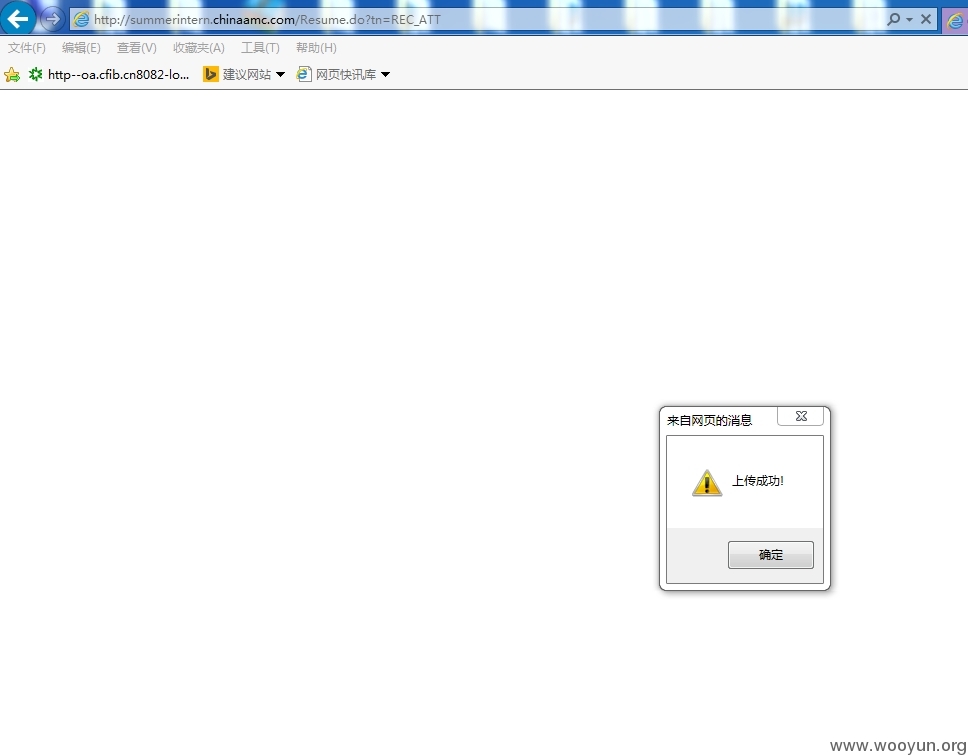 http://summerintern.chinaamc.com/Resume.do?tn=REC_ATT
文件(F) 编辑(E) 查看(V) 收藏夹(A) 工具(T) 帮助(H)
http--oa.cfib.cn8082-lo... 建议网站 网页快讯库
来自网页的消息
上传成功!
确定
www.wooyun.org